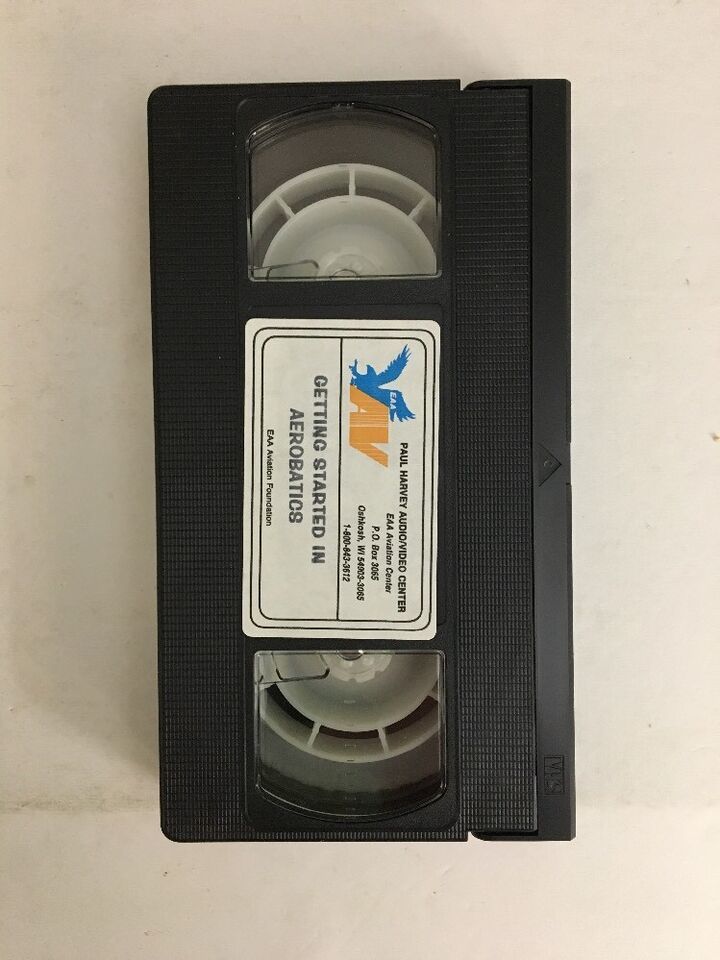 EAA
AV
PAUL HARVEY AUDIO/VIDEO CENTER
EAA Aviation Center
P.O. Box 3065
Oshkosh, WI 54903-3065
1-800-843-3612
GETTING STARTED IN
AEROBATICS
EAA Aviation Foundation
VHS